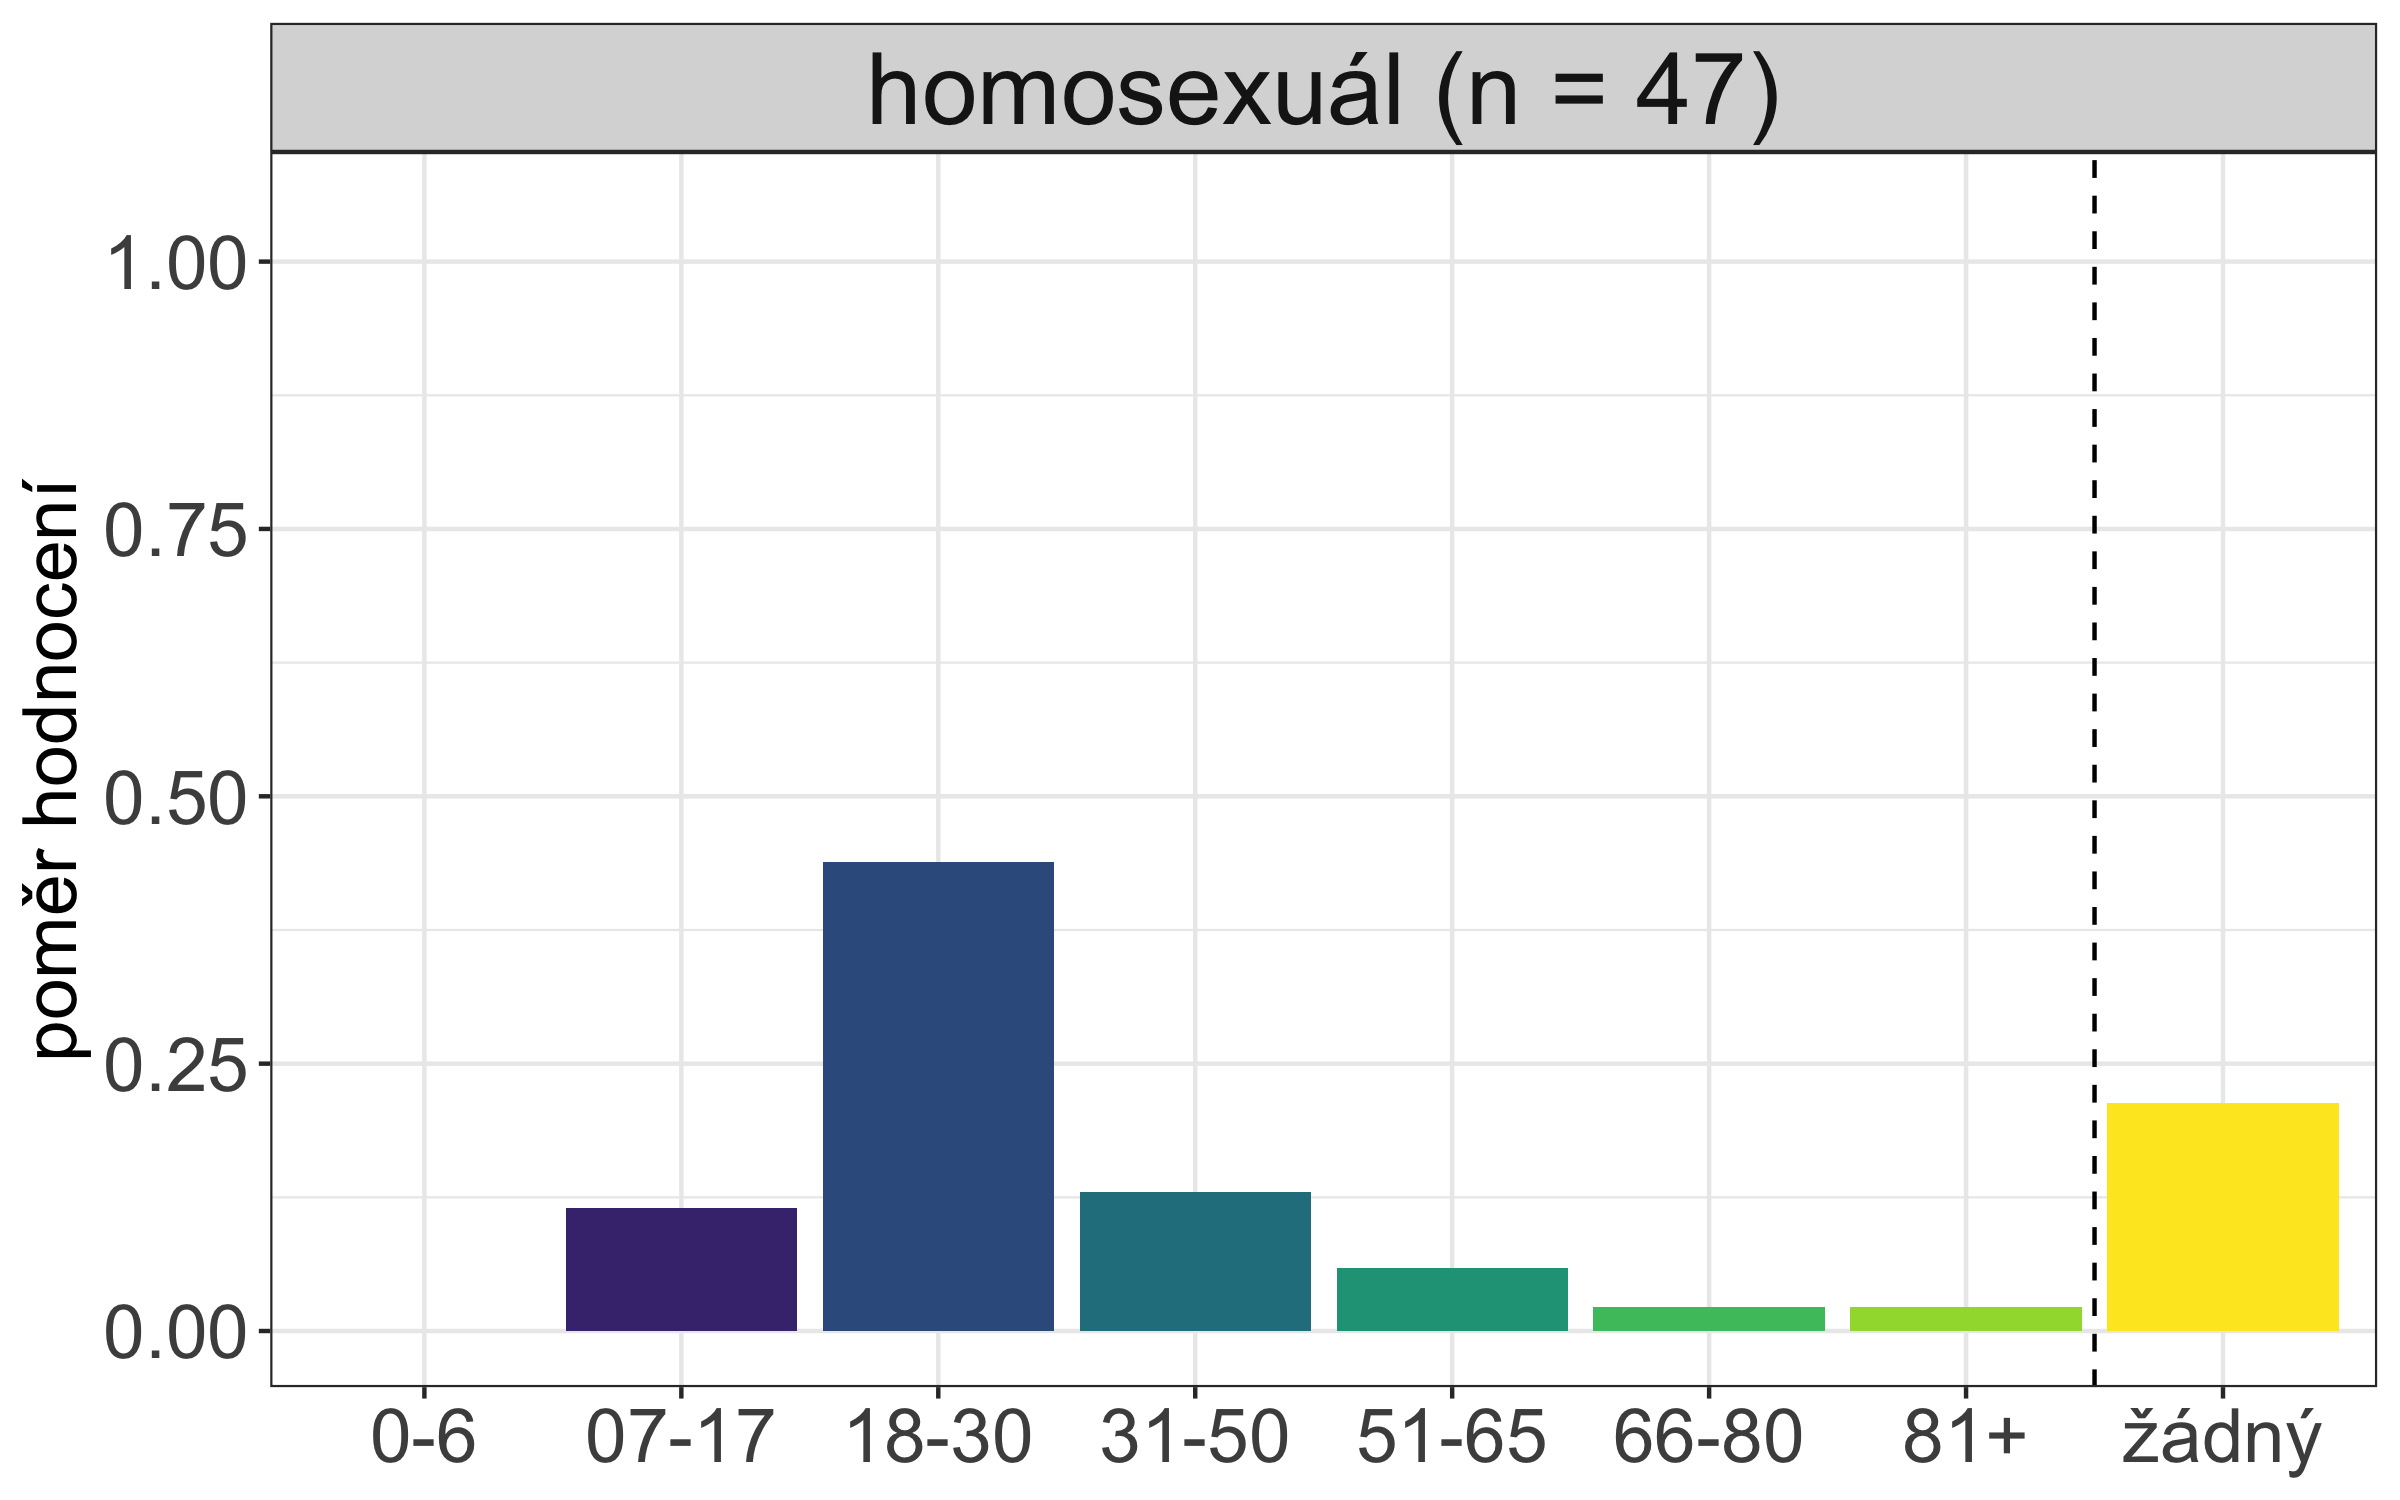 homosexuál (n = 47)
poměr hodnocení
1.00
0.75
0.50
0.25
0.00
0-6 07-17 18-30 31-50 51-65 66-80 81+ žádný